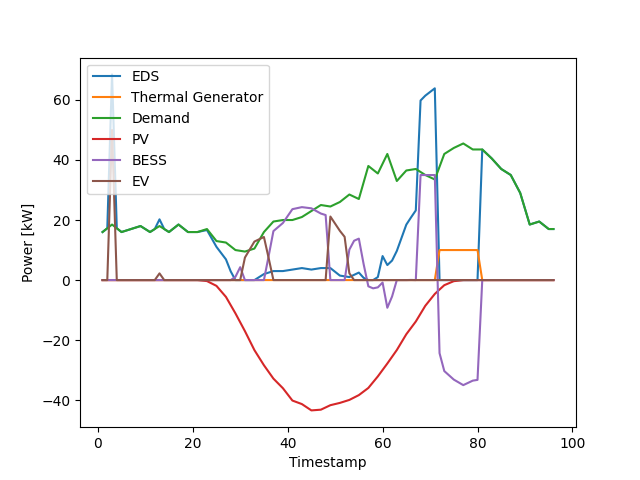 EDS
Thermal Generator
Demand
PV
BESS
EV
60
40
20
0
−20
−40
Power [kW]
0 20 40 60 80 100
Timestamp